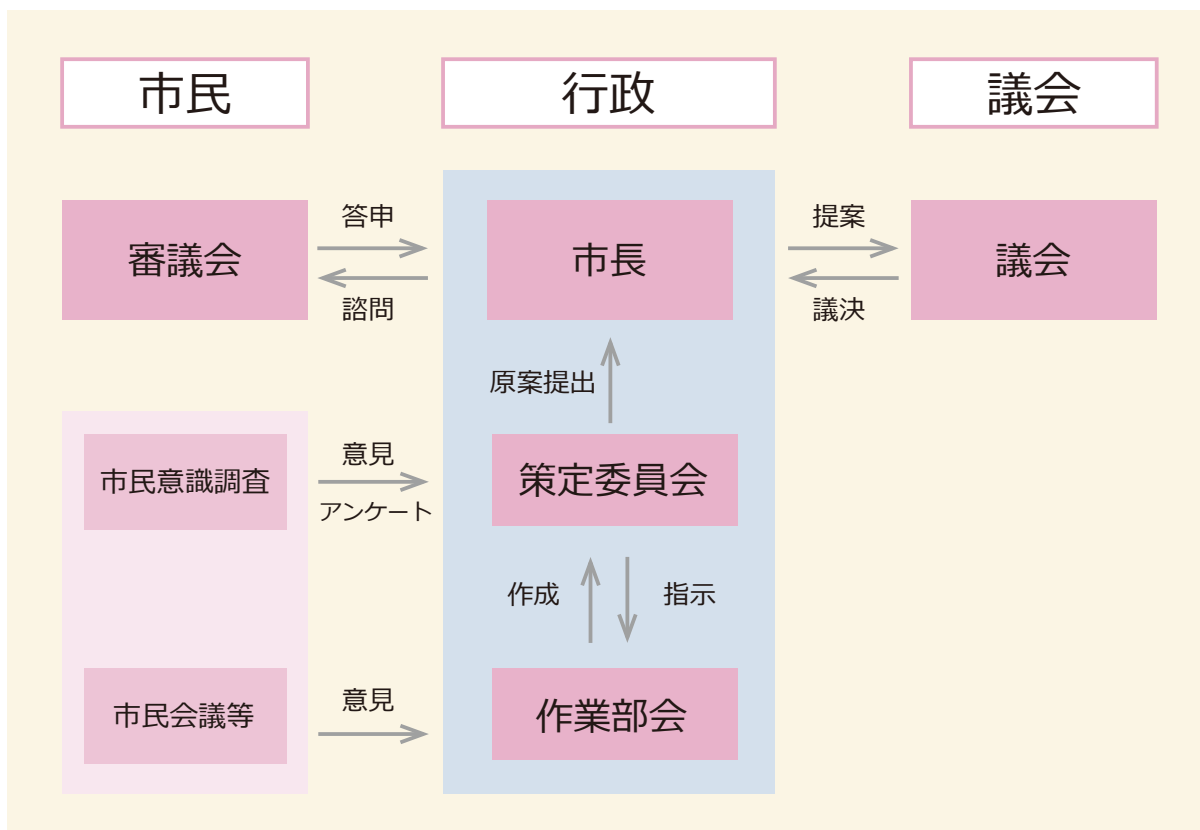 市民
行政
議会
審議会
答申
諮問
市長
提案
議決
議会
原案提出
市民意識調査
意見
アンケート
策定委員会
作成
指示
市民会議等
意見
作業部会